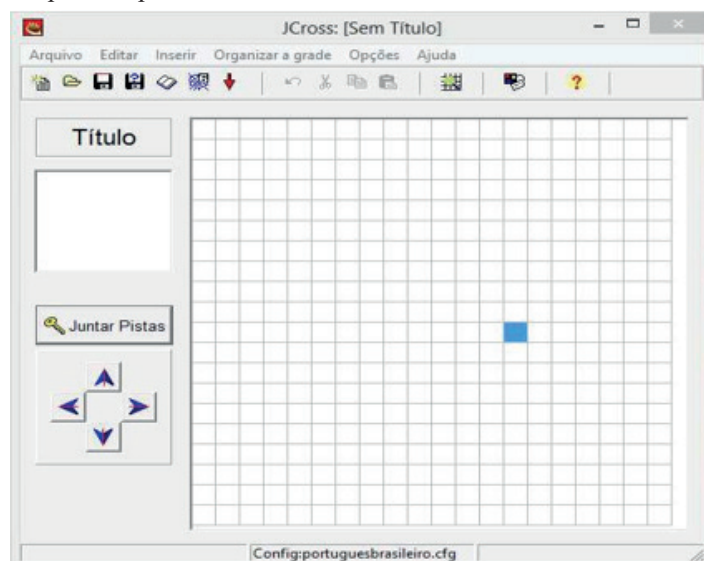 JCross: [Sem Título]
Arquivo Editar Inserir Organizar a grade Opções Ajuda
Título
Juntar Pistas
Config:portuguesbrasileiro.cfg